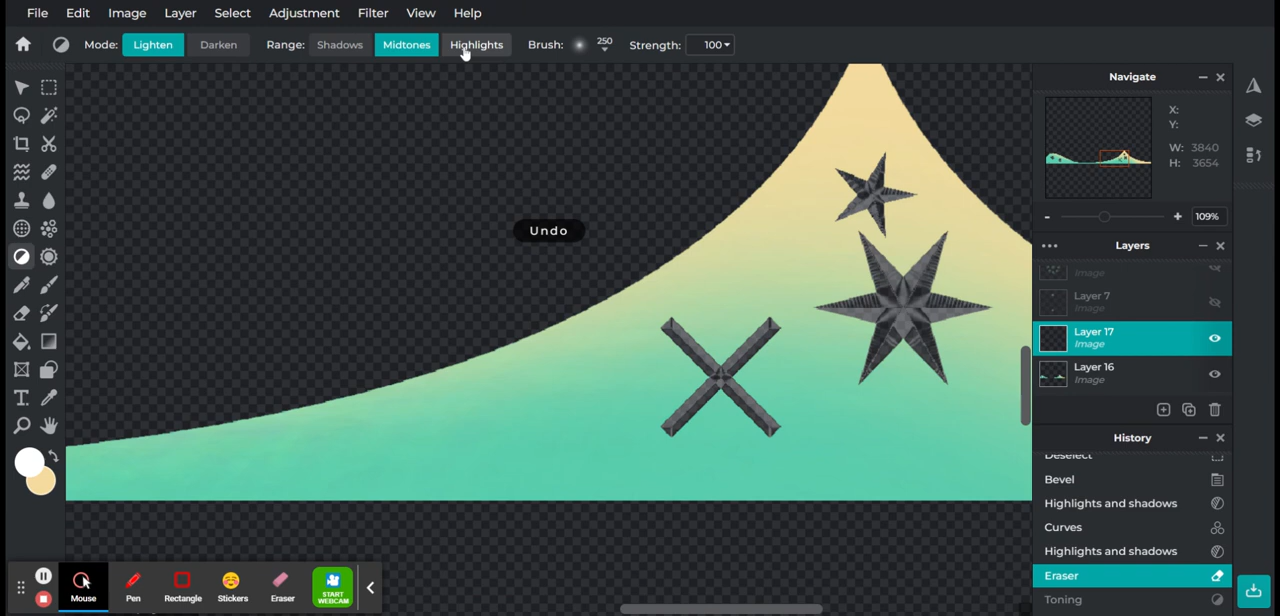 File Edit Image Layer Select Adjustment Filter View Help
Mode: Lighten Darken Range: Shadows Midtones Highlights Brush: 250 Strength: 100
Navigate
X:
Y:
W: 3840
H: 3654
- + 109%
Undo
Layers
Image
Layer 7
Image
Layer 17
Image
Layer 16
Image
History
Deselect
Bevel
Highlights and shadows
Curves
Highlights and shadows
Eraser
Toning
Mouse Pen Rectangle Stickers Eraser START WEBCAM